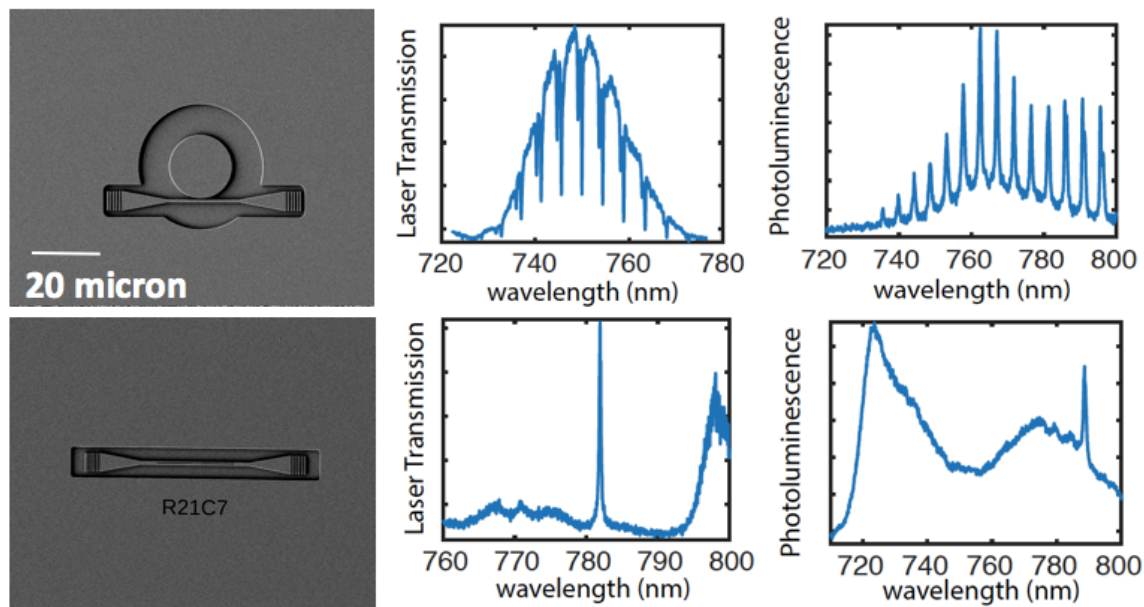 20 micron
Laser Transmission
720 740 760 780
wavelength (nm)
Photoluminescence
720 740 760 780 800
wavelength (nm)
R21C7
Laser Transmission
760 770 780 790 800
wavelength (nm)
Photoluminescence
720 740 760 780 800
wavelength (nm)